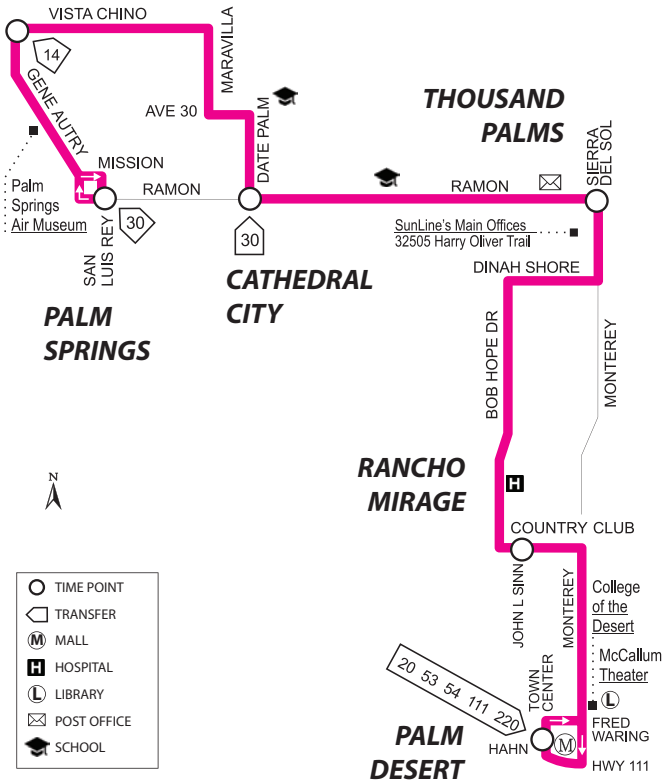 VISTA CHINO
14
MARAVILLA
GENE AUTRY
AVE 30
DATE PALM
THOUSAND
PALMS
MISSION
RAMON
RAMON
SIERRA
DEL SOL
Palm
Springs
Air Museum
30
30
SAN
LUIS REY
SunLine's Main Offices
32505 Harry Oliver Trail
CATHEDRAL
CITY
DINAH SHORE
PALM
SPRINGS
BOB HOPE DR
MONTEREY
RANCHO
MIRAGE
N
H
COUNTRY CLUB
JOHN L SINN
MONTEREY
College
of the
Desert
McCallum
Theater
L
TOWN
CENTER
20 53 54 111 220
FRED
WARING
HAHN
M
HWY 111
PALM
DESERT
TIME POINT
TRANSFER
M MALL
H HOSPITAL
L LIBRARY
POST OFFICE
SCHOOL